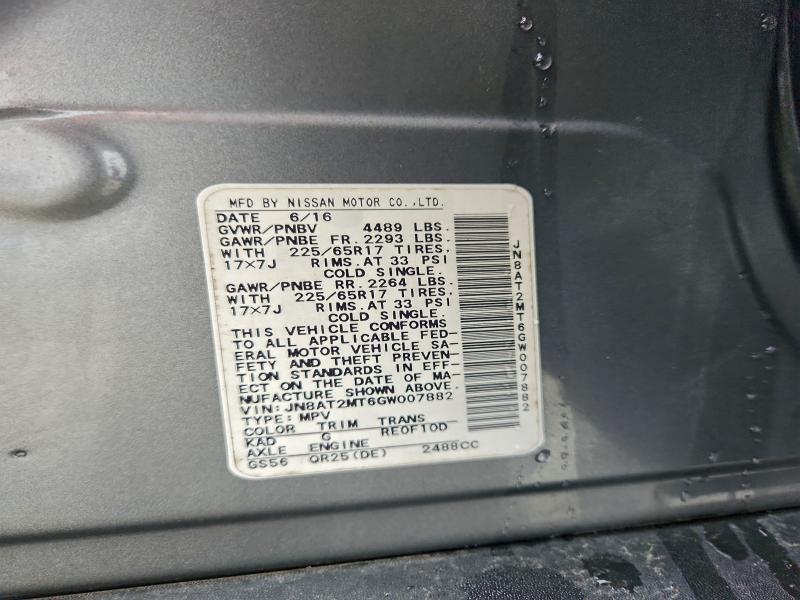 MFD BY NISSAN MOTOR CO.,LTD.
DATE 6/16
GVWR/PNBV 4489 LBS.
GAWR/PNBE FR. 2293 LBS.
WITH 225/65R17 TIRES.
17×7J RIMS.AT 33 PSI
COLD SINGLE.
GAWR/PNBE RR. 2264 LBS.
WITH 225/65R17 TIRES.
17×7J RIMS.AT 33 PSI
COLD SINGLE.
THIS VEHICLE CONFORMS
TO ALL APPLICABLE FED-
ERAL MOTOR VEHICLE SA-
FETY AND THEFT PREVEN-
TION STANDARDS IN EFF-
ECT ON THE DATE OF MA-
NUFACTURE SHOWN ABOVE.
VIN:JN8AT2MT6GW007882
TYPE:MPV
COLOR TRIM TRANS
KAD G RE0F10D
AXLE ENGINE
GS56 QR25(DE) 2488CC
JN8AT2MT6GW007882